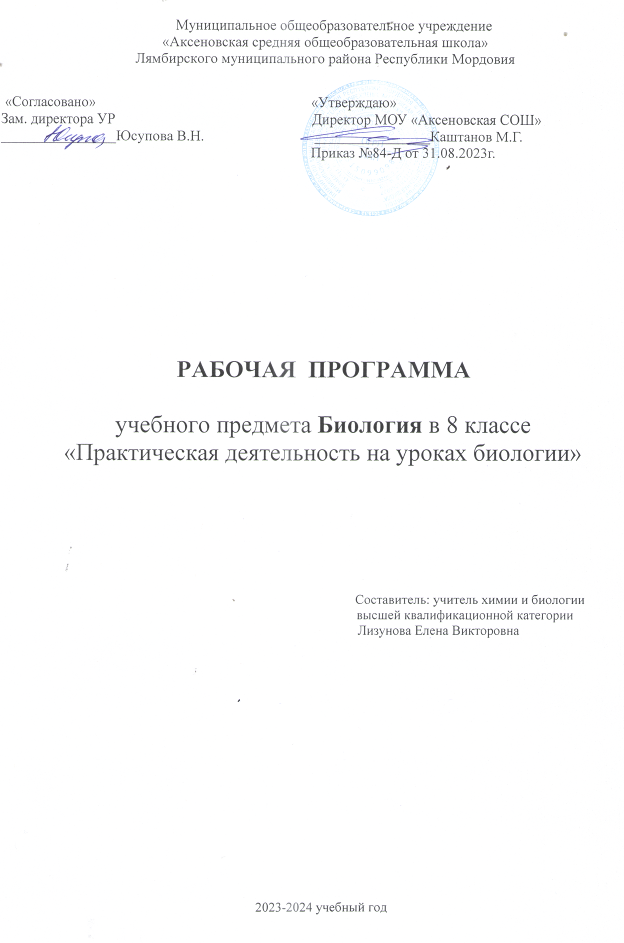 Муниципальное общеобразовательное учреждение
«Аксеновская средняя общеобразовательная школа»
Лямбирского муниципального района Республики Мордовия
«Согласовано»
Зам. директора УР
______________Юсупова В.Н.
«Утверждаю»
Директор МОУ «Аксеновская СОШ»
______________Каштанов М.Г.
Приказ №84-Д от 31.08.2023г.
РАБОЧАЯ ПРОГРАММА
учебного предмета Биология в 8 классе
«Практическая деятельность на уроках биологии»
Составитель: учитель химии и биологии
высшей квалификационной категории
Лизунова Елена Викторовна
2023-2024 учебный год